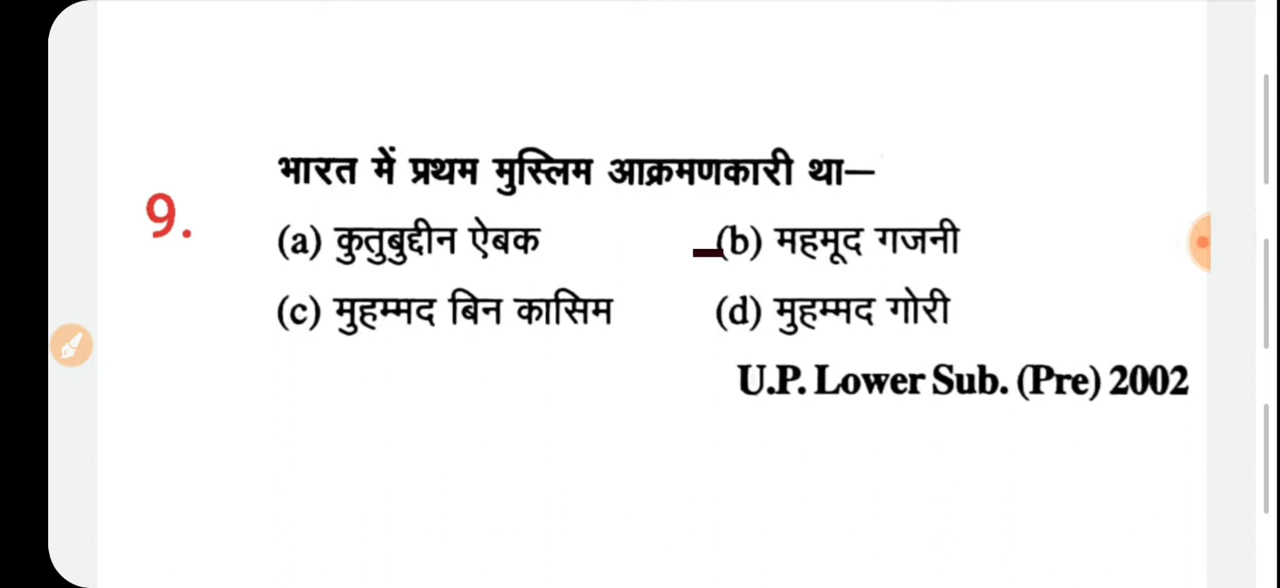 भारत में प्रथम मुस्लिम आक्रमणकारी था—
9.
(a) कुतुबुद्दीन ऐबक (b) महमूद गजनी
(c) मुहम्मद बिन कासिम (d) मुहम्मद गोरी
U.P. Lower Sub. (Pre) 2002